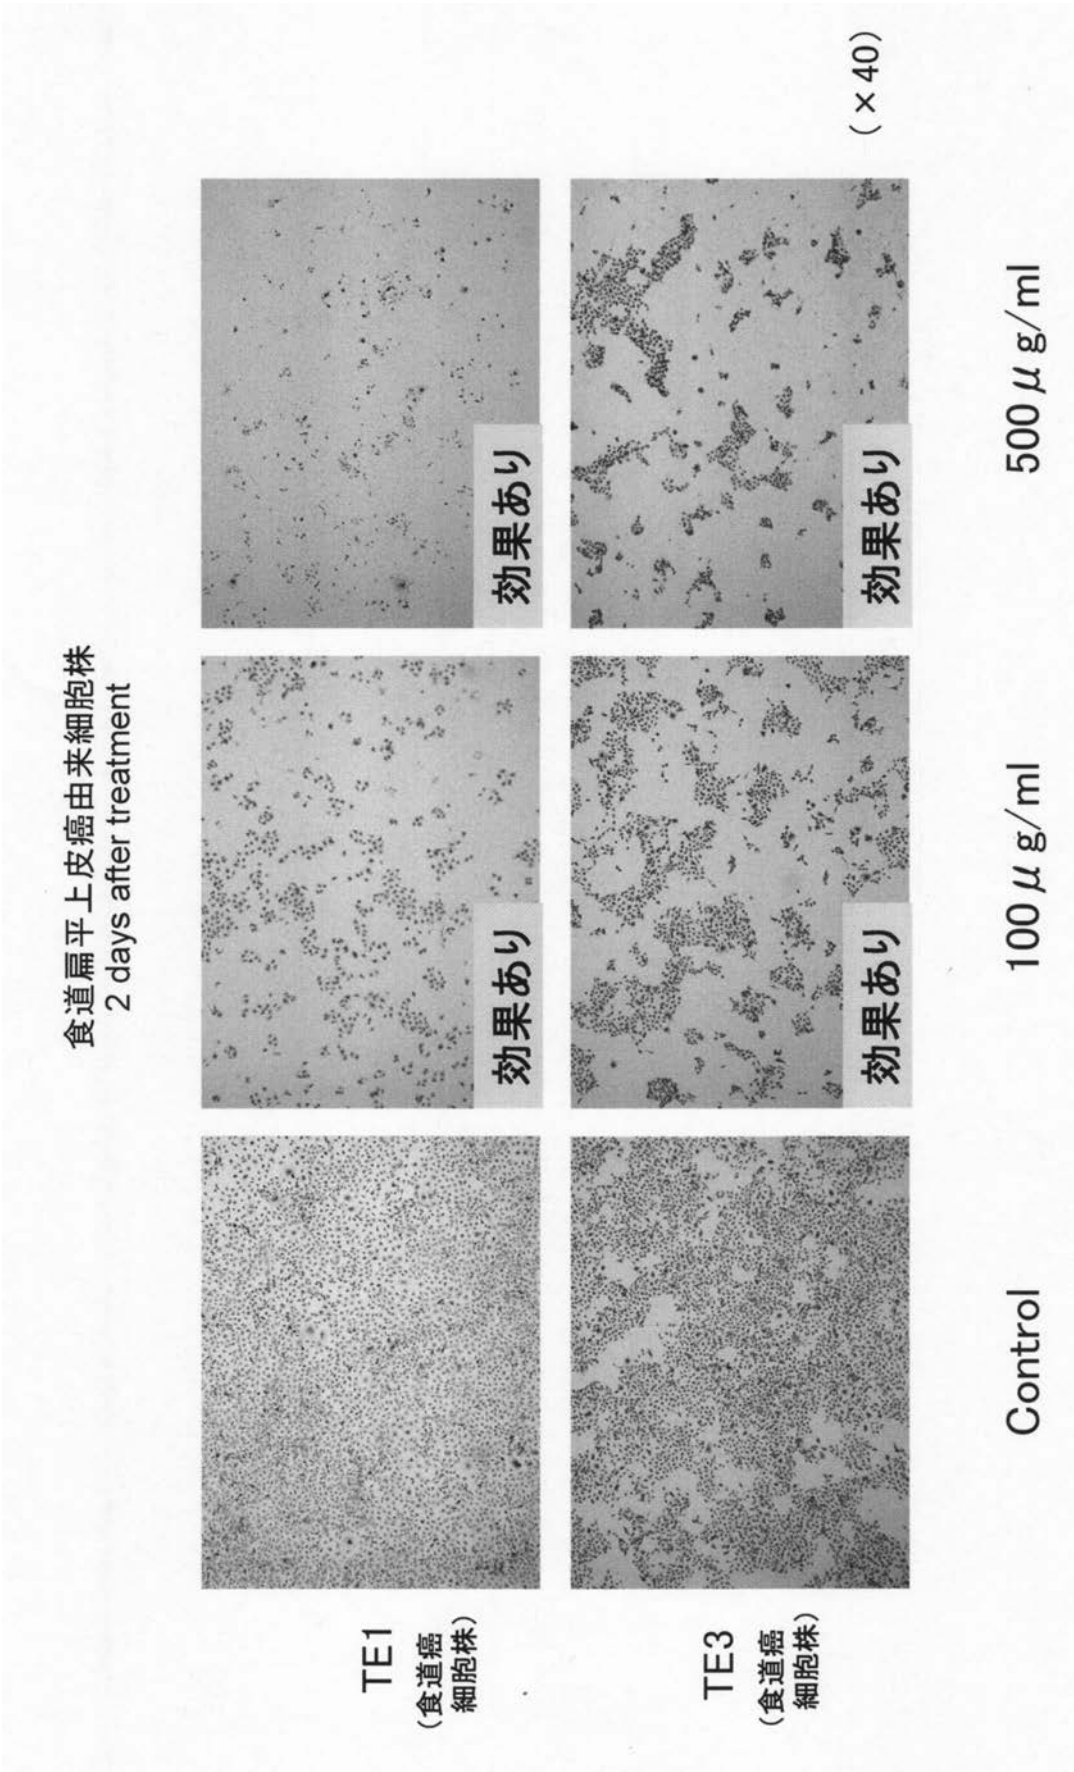 食道扁平上皮癌由来細胞株
2 days after treatment
TE1
(食道癌
細胞株)
効果あり
効果あり
TE3
(食道癌
細胞株)
効果あり
効果あり
(×40)
Control
100μg/ml
500μg/ml